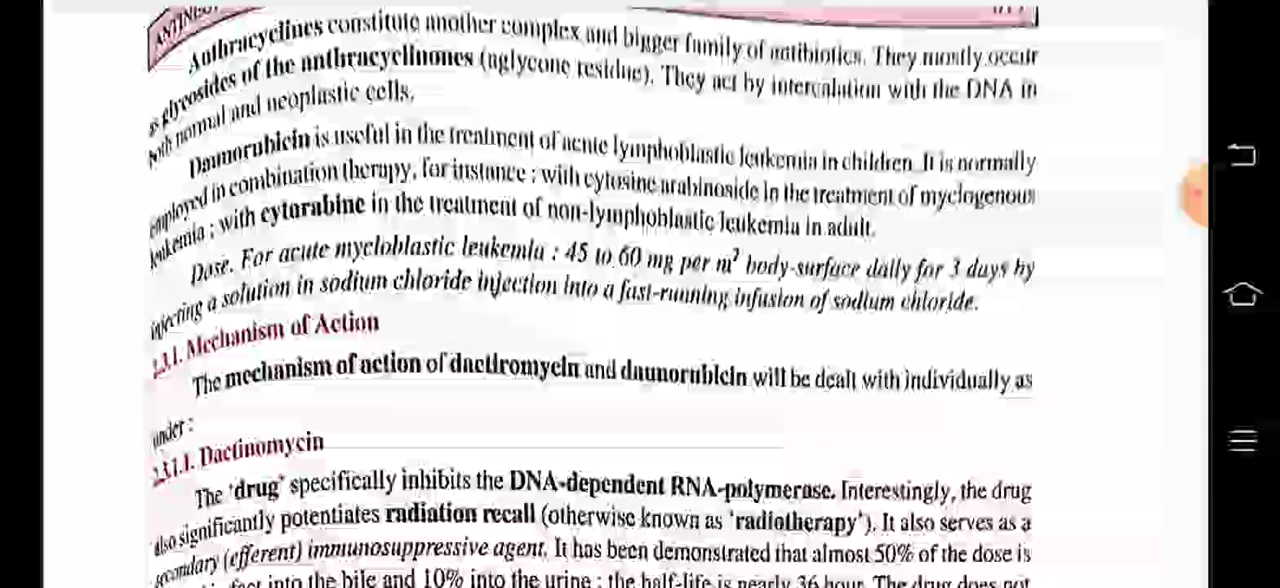 ANTINEO
Anthracyclines constitute another complex and bigger family of antibiotics. They mostly occur
as glycosides of the anthracyclinones (aglycone residue). They act by intercalation with the DNA in
both normal and neoplastic cells.
Daunorubicin is useful in the treatment of acute lymphoblastic leukemia in children. It is normally
employed in combination therapy, for instance : with cytosine arabinoside in the treatment of myelogenous
leukemia ; with cytarabine in the treatment of non-lymphoblastic leukemia in adult.
Dose. For acute myeloblastic leukemia : 45 to 60 mg per m² body-surface daily for 3 days by
injecting a solution in sodium chloride injection into a fast-running infusion of sodium chloride.
2.3.1. Mechanism of Action
The mechanism of action of dactiromycin and daunorubicin will be dealt with individually as
under :
2.3.1.1. Dactinomycin
The 'drug' specifically inhibits the DNA-dependent RNA-polymerase. Interestingly, the drug
also significantly potentiates radiation recall (otherwise known as 'radiotherapy'). It also serves as a
secondary (efferent) immunosuppressive agent. It has been demonstrated that almost 50% of the dose is
into the bile and 10% into the urine ; the half-life is nearly 36 hour. The drug does not